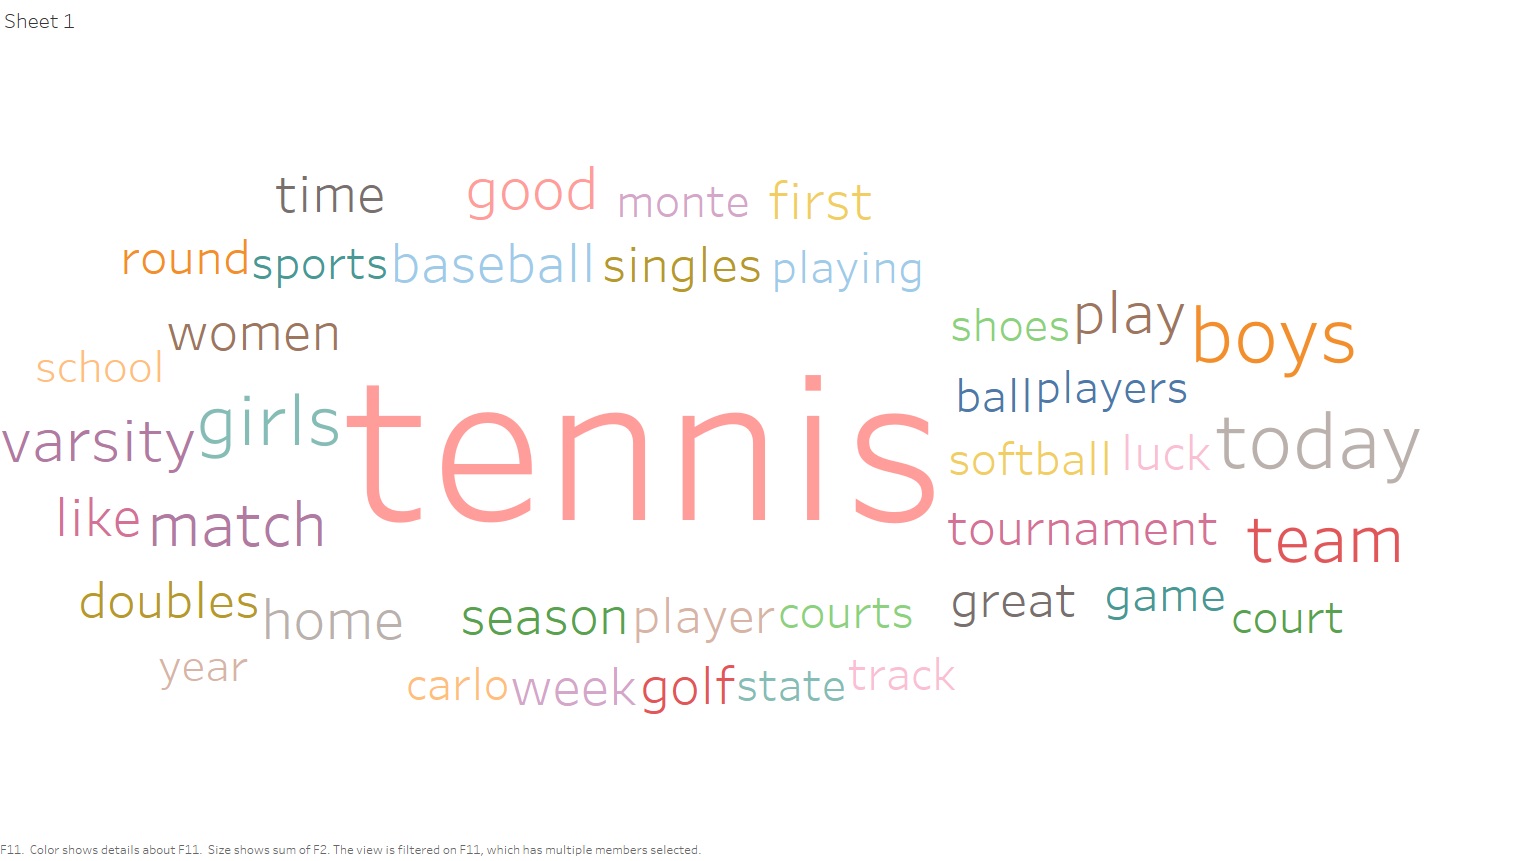 Sheet 1
time good monte first
round sports baseball singles playing
women
school
shoes play boys
ball players
varsity girls tennis
softball luck today
like match
tournament team
doubles home season player courts
great game court
year carlo week golf state track
F11. Color shows details about F11. Size shows sum of F2. The view is filtered on F11, which has multiple members selected.